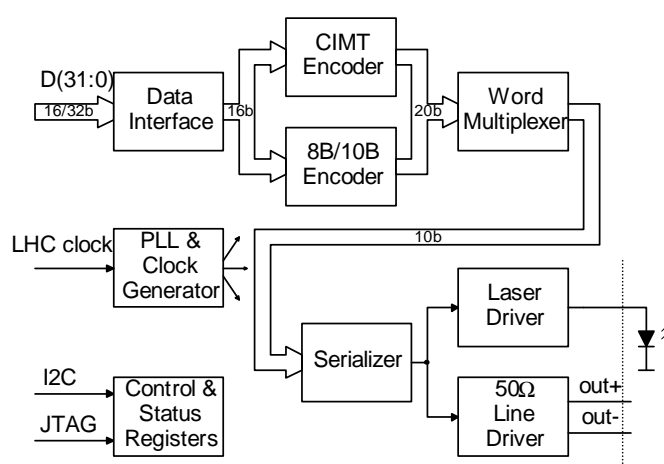 D(31:0)
16/32b
Data
Interface
16b
CIMT
Encoder
8B/10B
Encoder
20b
Word
Multiplexer
10b
LHC clock
PLL &
Clock
Generator
Serializer
Laser
Driver
50Ω
Line
Driver
out+
out-
I2C
JTAG
Control &
Status
Registers